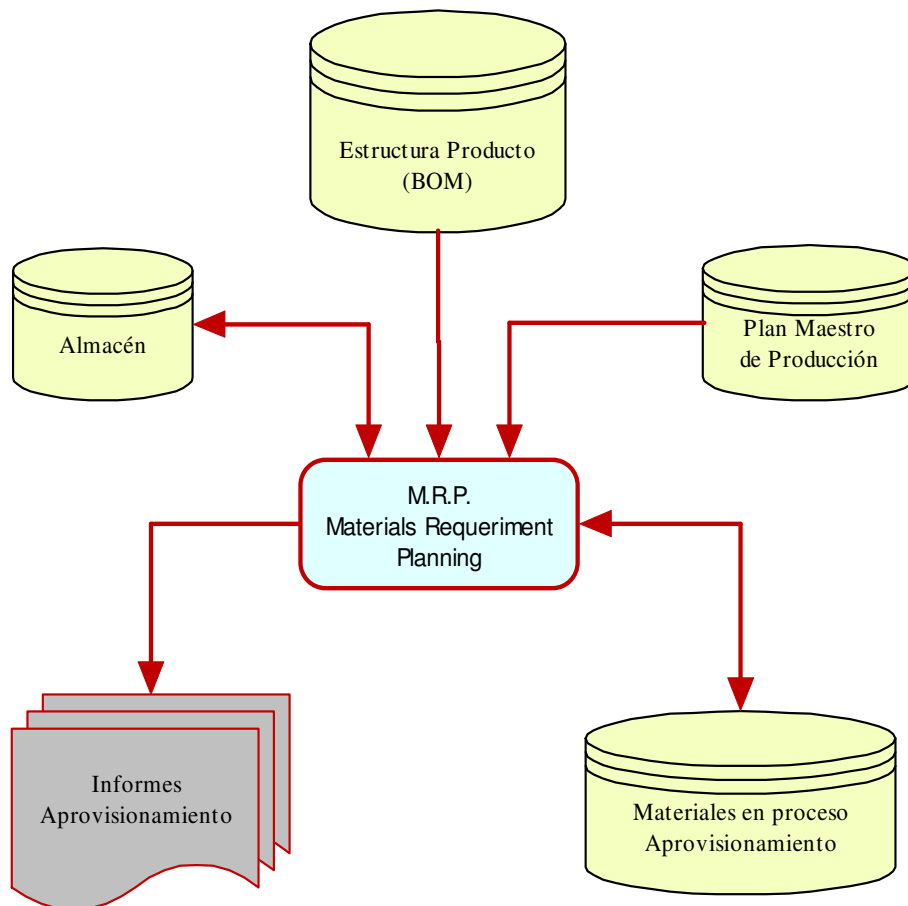 Estructura Producto
(BOM)
Almacén
Plan Maestro
de Producción
M.R.P.
Materials Requeriment
Planning
Informes
Aprovisionamiento
Materiales en proceso
Aprovisionamiento